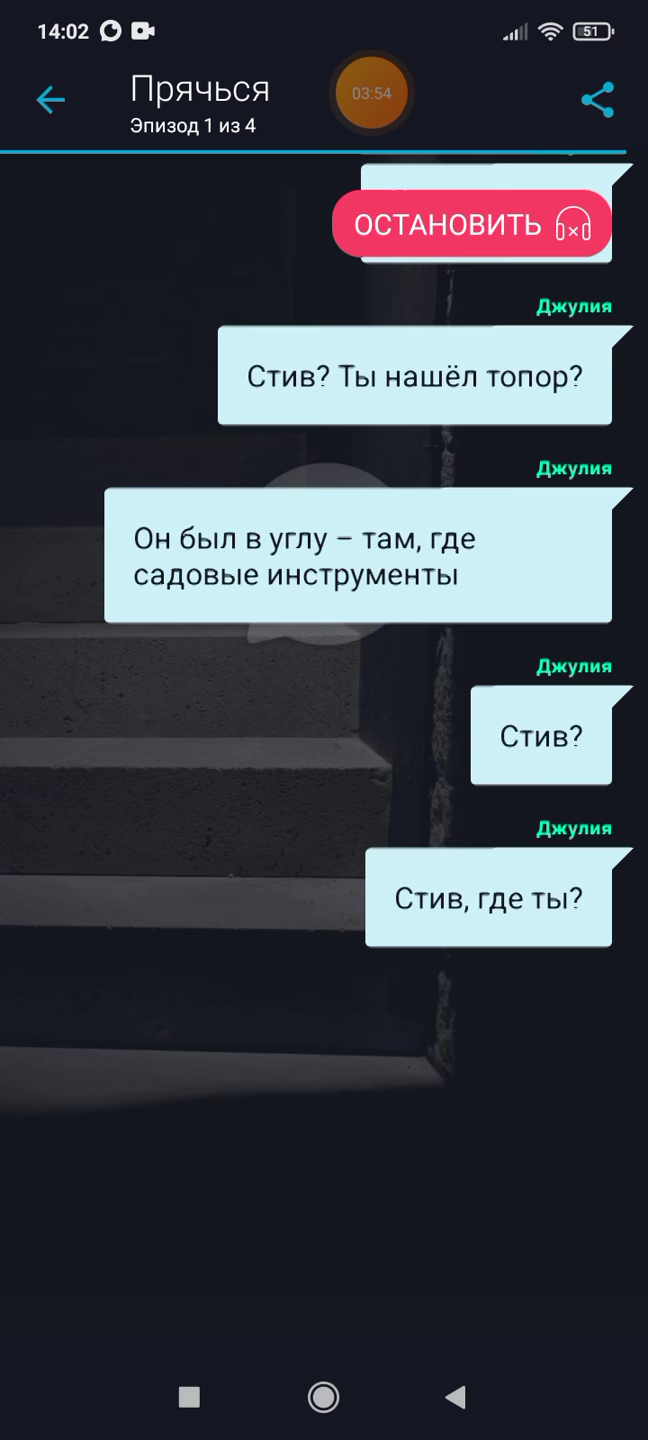 14:02
51
Прячься
Эпизод 1 из 4
03:54
ОСТАНОВИТЬ
Джулия
Стив? Ты нашёл топор?
Джулия
Он был в углу – там, где
садовые инструменты
Джулия
Стив?
Джулия
Стив, где ты?